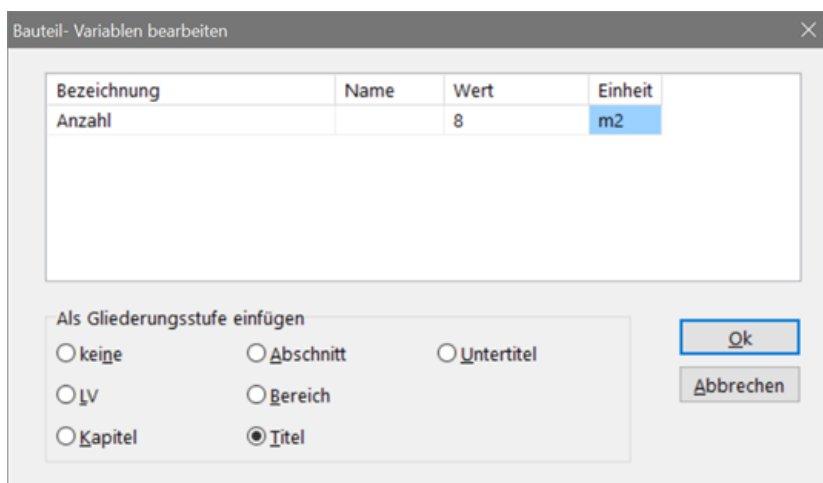 Bauteil- Variablen bearbeiten
Bezeichnung Name Wert Einheit
Anzahl 8 m2
Als Gliederungsstufe einfügen
keine Abschnitt Untertitel
LV Bereich
Kapitel Titel
Ok
Abbrechen